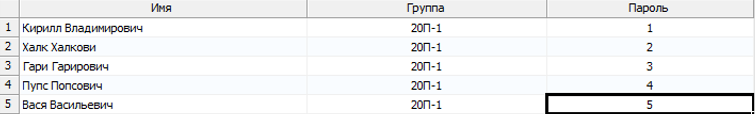 Имя Группа Пароль
1 Кирилл Владимирович 20П-1 1
2 Халк Халкови 20П-1 2
3 Гари Гарирович 20П-1 3
4 Пупс Попсович 20П-1 4
5 Вася Васильевич 20П-1 5